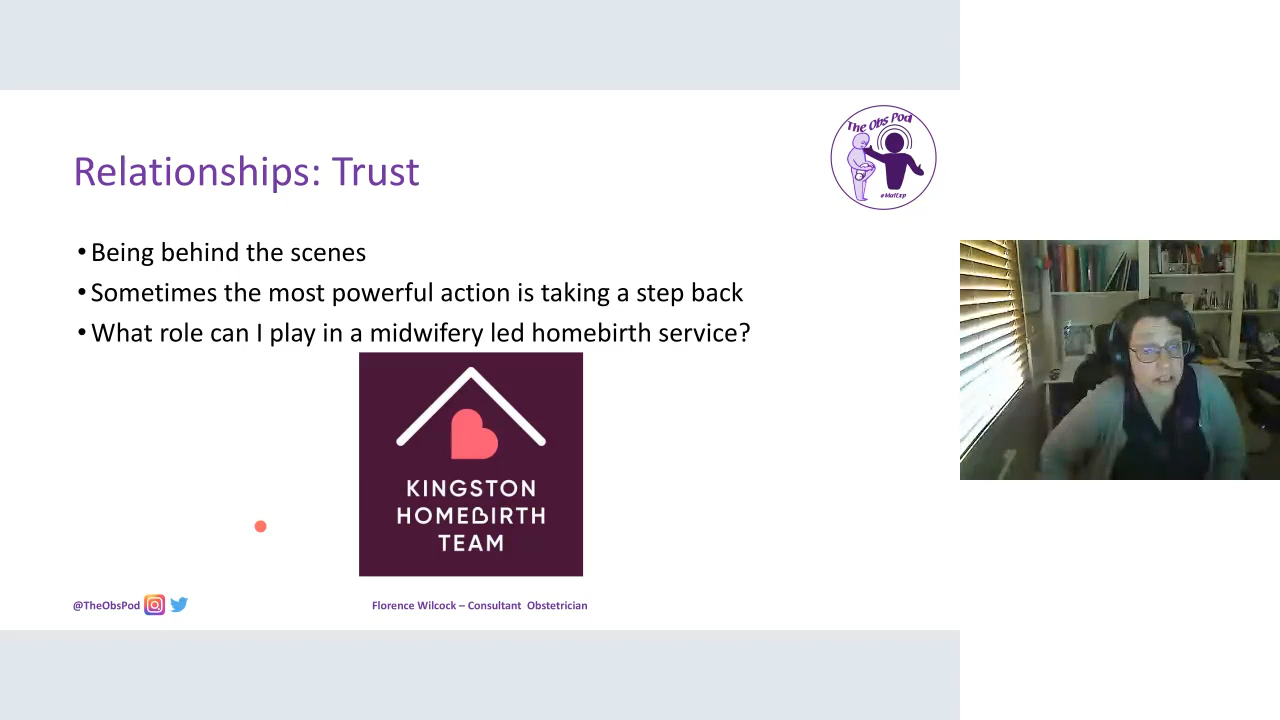 The Obs Pod
#MatExp
Relationships: Trust
•Being behind the scenes
•Sometimes the most powerful action is taking a step back
•What role can I play in a midwifery led homebirth service?
KINGSTON
HOMEBIRTH
TEAM
@TheObsPod
Florence Wilcock – Consultant Obstetrician